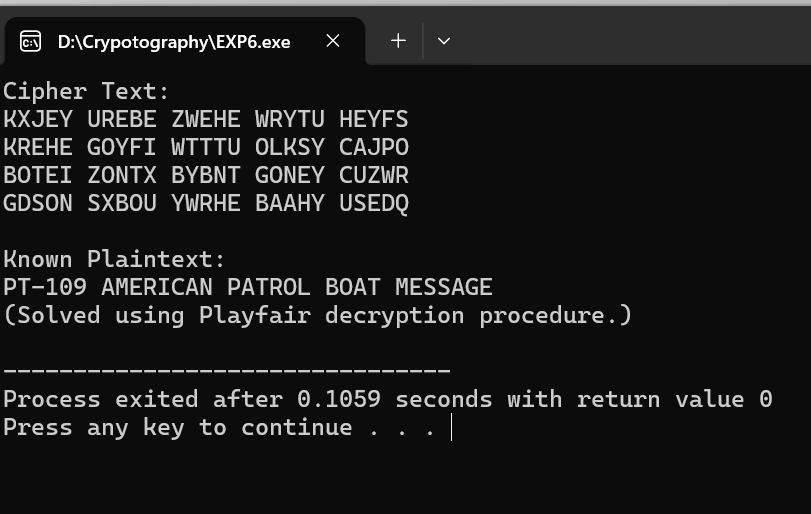 D:\Crypotography\EXP6.exe
Cipher Text:
KXJEY UREBE ZWEHE WRYTU HEYFS
KREHE GOYFI WTTTU OLKSY CAJPO
BOTEI ZONTX BYBNT GONEY CUZWR
GDSON SXBOU YWRHE BAAHY USEDQ
Known Plaintext:
PT-109 AMERICAN PATROL BOAT MESSAGE
(Solved using Playfair decryption procedure.)
--------------------------------
Process exited after 0.1059 seconds with return value 0
Press any key to continue . . .